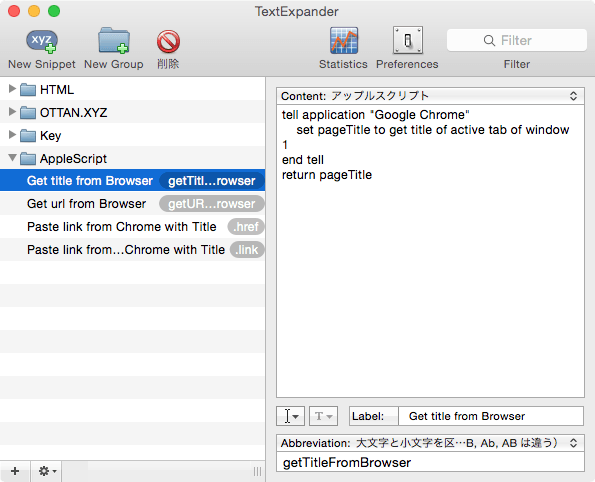 TextExpander
xyz
New Snippet
New Group
削除
Statistics
Preferences
Filter
Filter
HTML
OTTAN.XYZ
Key
AppleScript
Get title from Browser getTitl...rowser
Get url from Browser getUR...rowser
Paste link from Chrome with Title .href
Paste link from...Chrome with Title .link
Content: アップルスクリプト
tell application "Google Chrome"
set pageTitle to get title of active tab of window
1
end tell
return pageTitle
T
Label: Get title from Browser
Abbreviation: 大文字と小文字を区…B, Ab, AB は違う）
getTitleFromBrowser